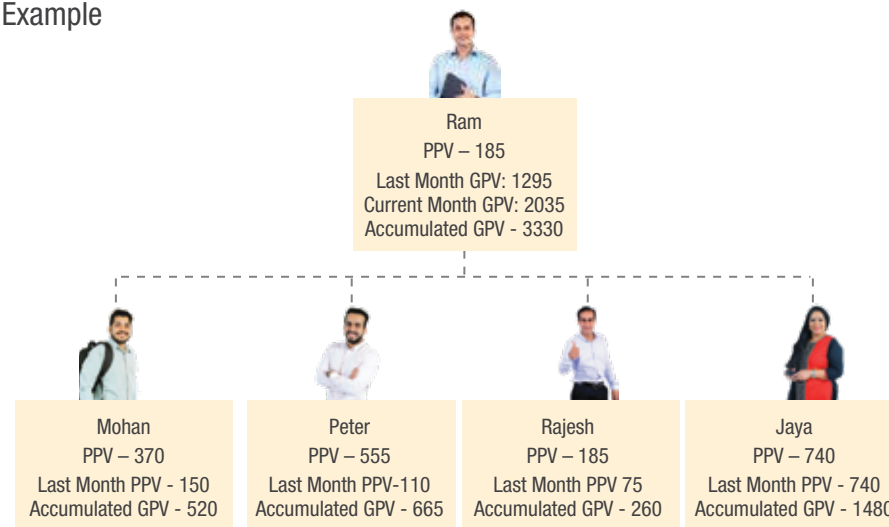 Example
Ram
PPV – 185
Last Month GPV: 1295
Current Month GPV: 2035
Accumulated GPV - 3330
Mohan
PPV – 370
Last Month PPV - 150
Accumulated GPV - 520
Peter
PPV – 555
Last Month PPV-110
Accumulated GPV - 665
Rajesh
PPV – 185
Last Month PPV 75
Accumulated GPV - 260
Jaya
PPV – 740
Last Month PPV - 740
Accumulated GPV - 1480